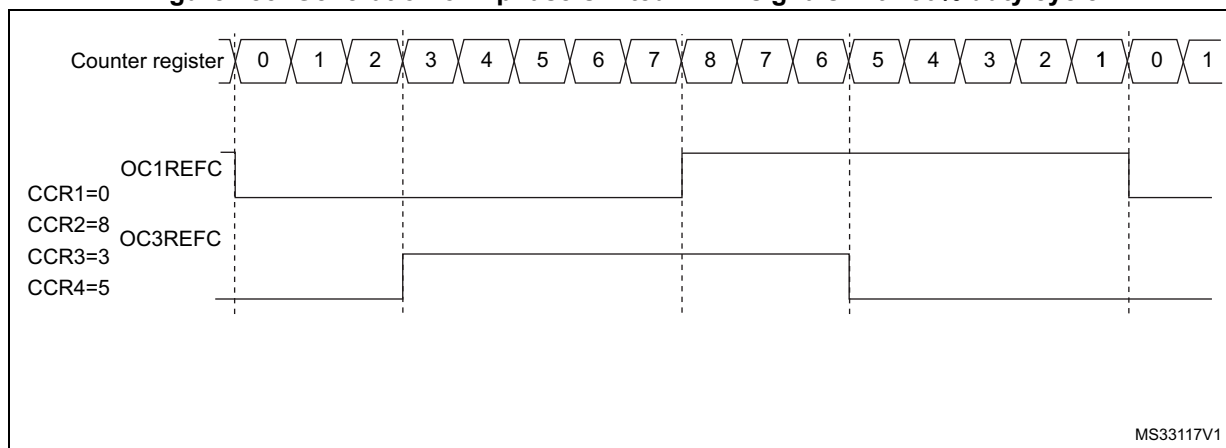 Counter register 0 1 2 3 4 5 6 7 8 7 6 5 4 3 2 1 0 1
OC1REFC
CCR1=0
CCR2=8
OC3REFC
CCR3=3
CCR4=5
MS33117V1